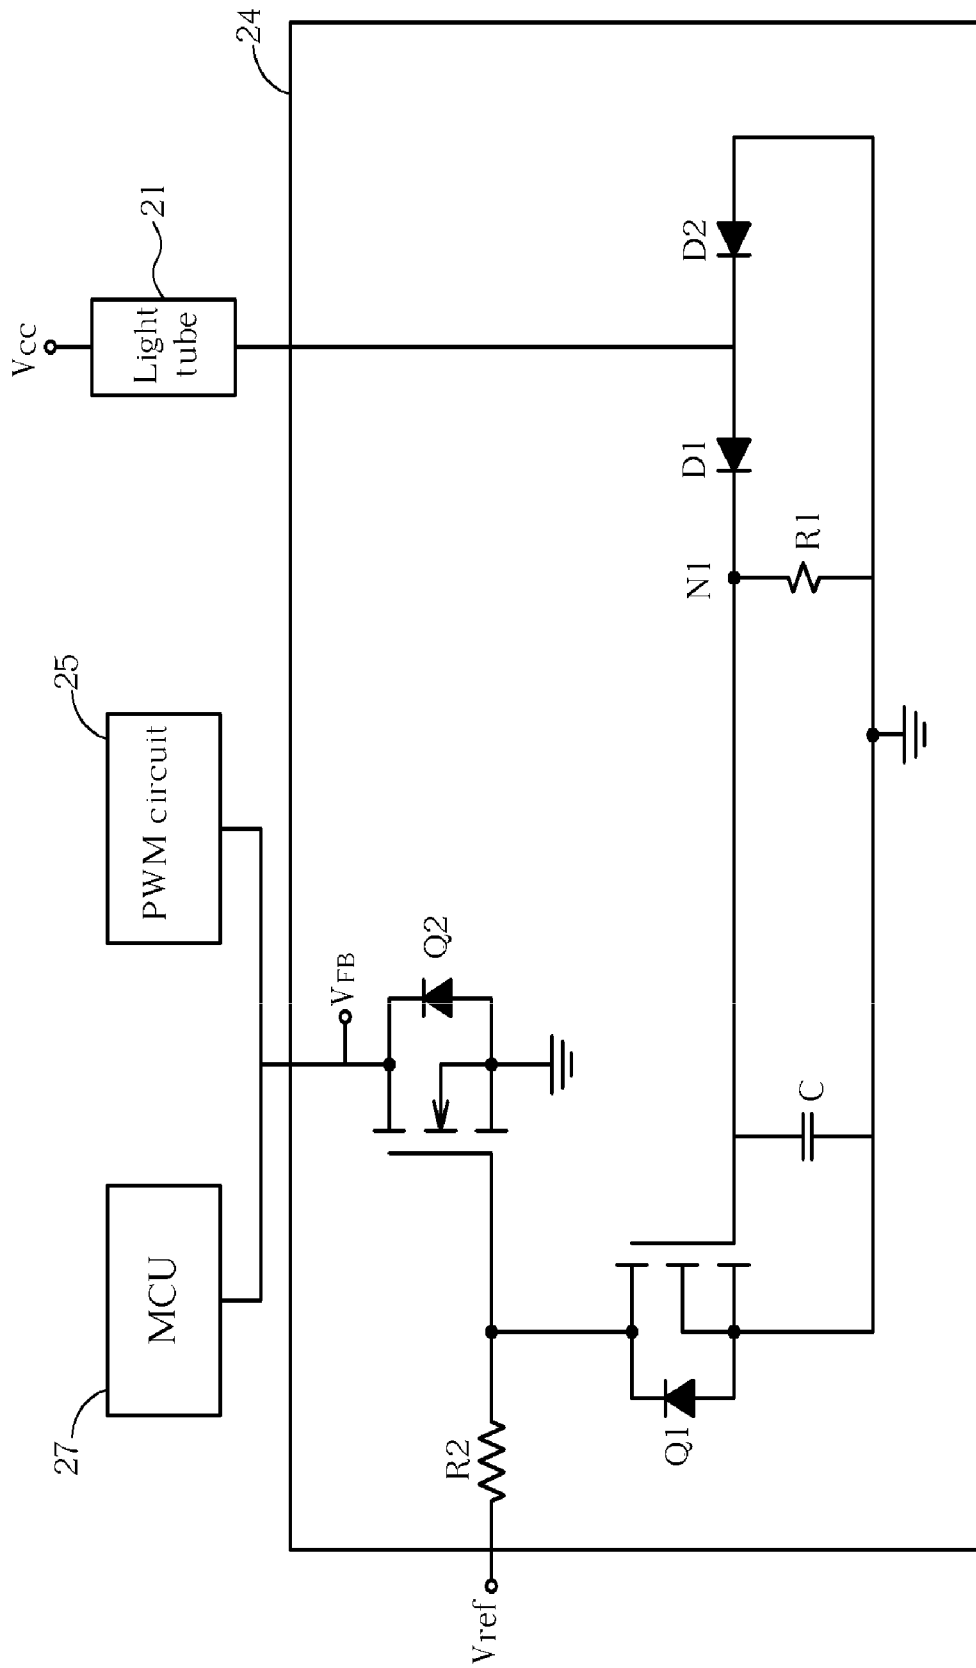 24
Vcc
21
Light
tube
25
PWM circuit
MCU
27
VFB
Q2
D2
D1
N1
R1
C
R2
Q1
Vref